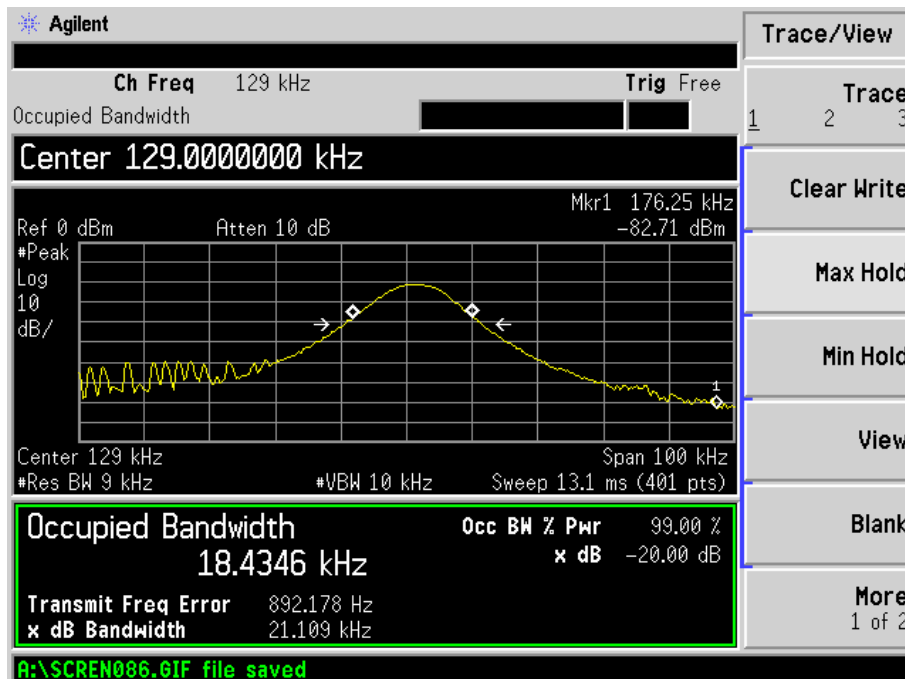 Agilent
Trace/View
Ch Freq 129 kHz Trig Free
Occupied Bandwidth
Trace
1 2 3
Center 129.0000000 kHz
Clear Write
Mkr1 176.25 kHz
Ref 0 dBm Atten 10 dB -82.71 dBm
#Peak
Log
10
dB/
Max Hold
Min Hold
1
View
Center 129 kHz Span 100 kHz
#Res BW 9 kHz #VBW 10 kHz Sweep 13.1 ms (401 pts)
Occupied Bandwidth Occ BW % Pwr 99.00 %
18.4346 kHz x dB -20.00 dB
Blank
Transmit Freq Error 892.178 Hz
x dB Bandwidth 21.109 kHz
More
1 of 2
A:\SCREN086.GIF file saved